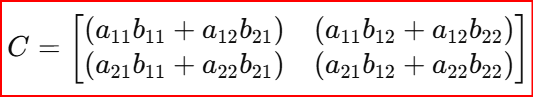 C = [(a₁₁b₁₁ + a₁₂b₂₁) (a₁₁b₁₂ + a₁₂b₂₂)
(a₂₁b₁₁ + a₂₂b₂₁) (a₂₁b₁₂ + a₂₂b₂₂)]